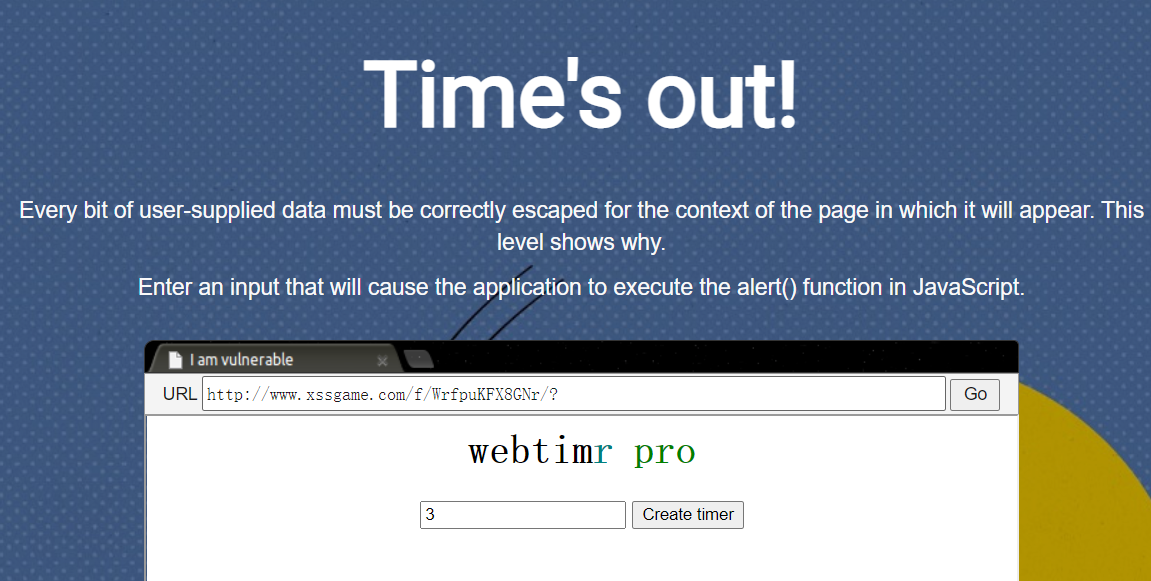 Time's out!
Every bit of user-supplied data must be correctly escaped for the context of the page in which it will appear. This
level shows why.
Enter an input that will cause the application to execute the alert() function in JavaScript.
I am vulnerable
URL http://www.xssgame.com/f/WrfpuKFX8GNr/? Go
webtimr pro
3 Create timer